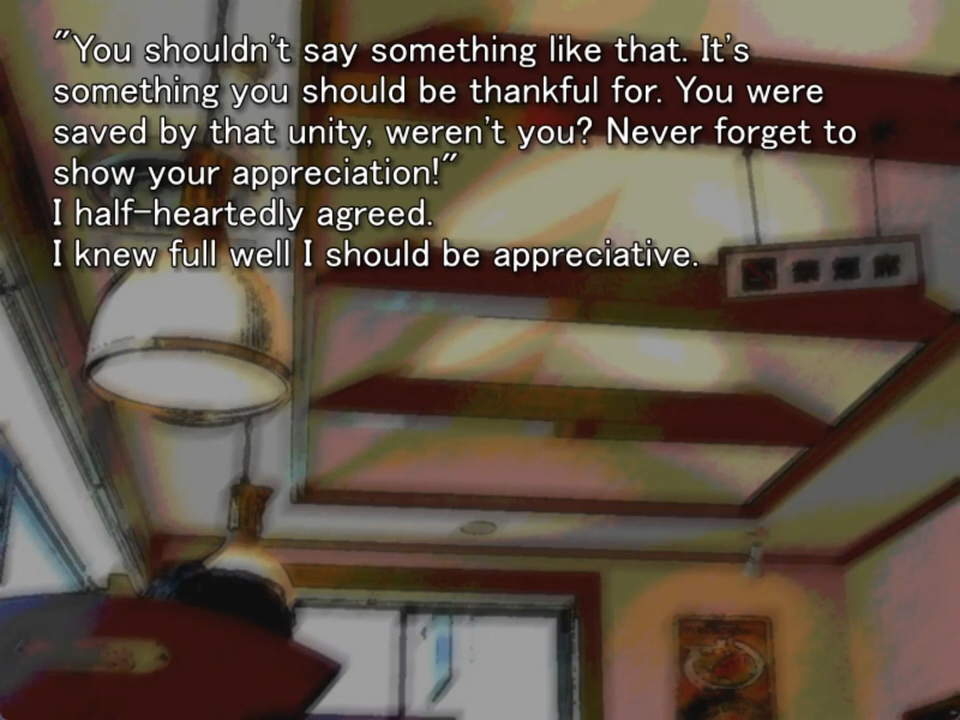 "You shouldn't say something like that. It's
something you should be thankful for. You were
saved by that unity, weren't you? Never forget to
show your appreciation!"
I half-heartedly agreed.
I knew full well I should be appreciative.